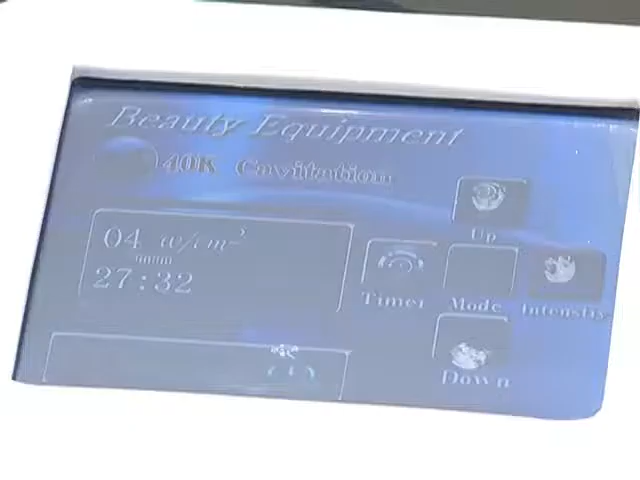 Beauty Equipment
40K Cavitation
04 w/cm²
27:32
Up
Timer Mode Intensity
Down